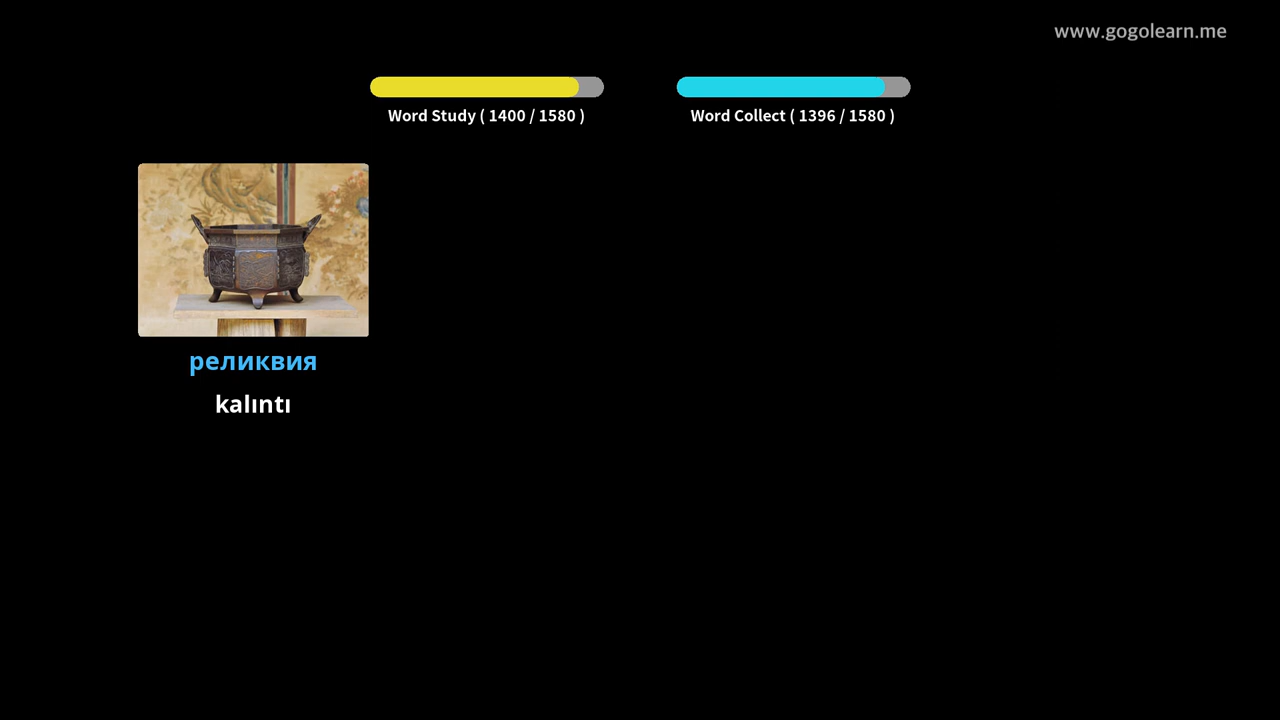 www.gogolearn.me
Word Study ( 1400 / 1580 )
Word Collect ( 1396 / 1580 )
реликвия
kalıntı